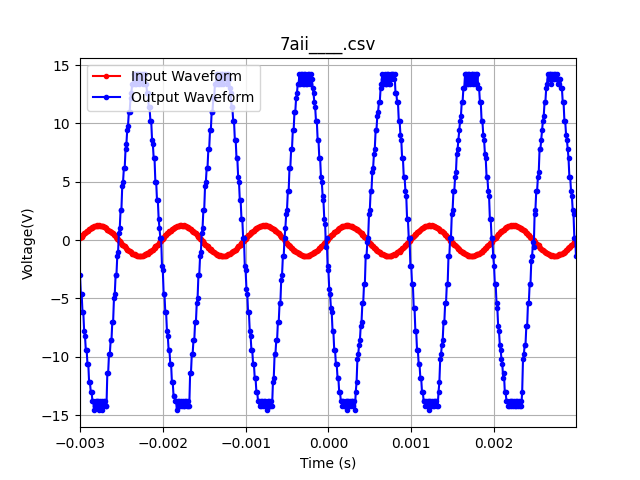 7aii____.csv
Input Waveform
Output Waveform
Voltage(V)
15
10
5
0
−5
−10
−15
−0.003 −0.002 −0.001 0.000 0.001 0.002
Time (s)